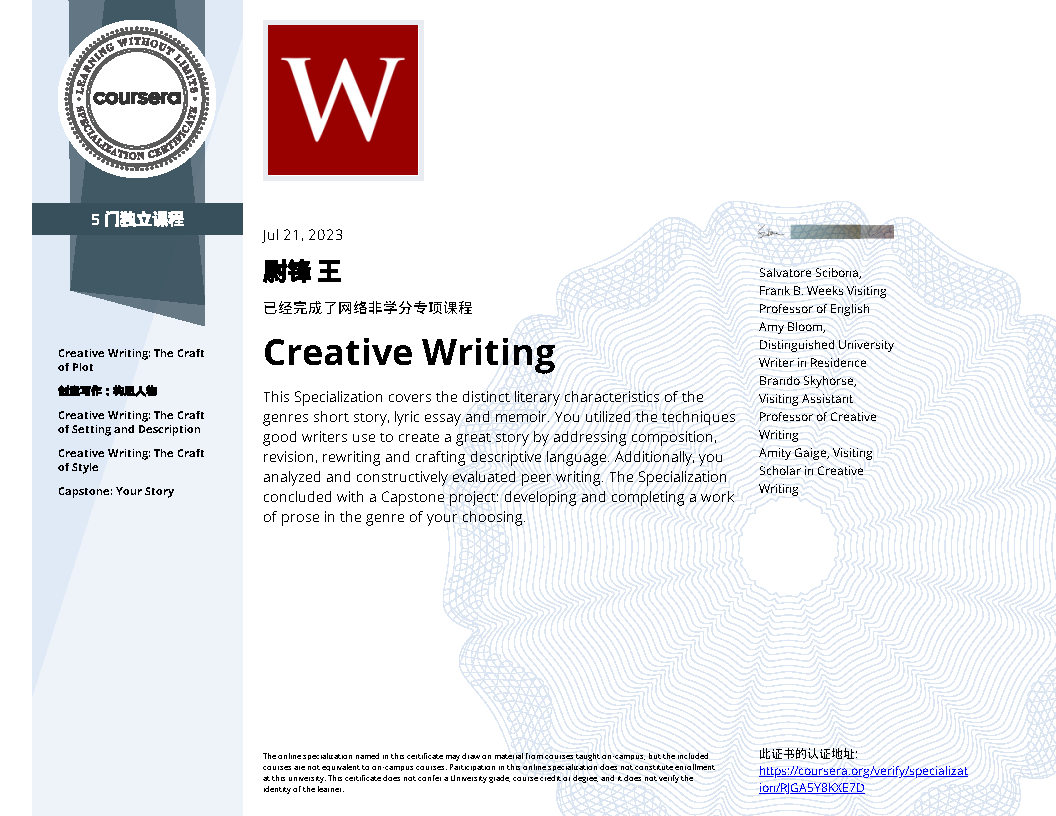 LEARNING WITHOUT LIMITS
coursera
SPECIALIZATION CERTIFICATE
5 门独立课程
Creative Writing: The Craft
of Plot
创意写作：构思人物
Creative Writing: The Craft
of Setting and Description
Creative Writing: The Craft
of Style
Capstone: Your Story
W
Jul 21, 2023
尉锋 王
已经完成了网络非学分专项课程
Creative Writing
This Specialization covers the distinct literary characteristics of the
genres short story, lyric essay and memoir. You utilized the techniques
good writers use to create a great story by addressing composition,
revision, rewriting and crafting descriptive language. Additionally, you
analyzed and constructively evaluated peer writing. The Specialization
concluded with a Capstone project: developing and completing a work
of prose in the genre of your choosing.
Salvatore Scibona,
Frank B. Weeks Visiting
Professor of English
Amy Bloom,
Distinguished University
Writer in Residence
Brando Skyhorse,
Visiting Assistant
Professor of Creative
Writing
Amity Gaige, Visiting
Scholar in Creative
Writing
The online specialization named in this certificate may draw on material from courses taught on-campus, but the included
courses are not equivalent to on-campus courses. Participation in this online specialization does not constitute enrollment
at this university. This certificate does not confer a University grade, course credit or degree, and it does not verify the
identity of the learner.
此证书的认证地址:
https://coursera.org/verify/specializat
ion/RJGA5Y8KXE7D